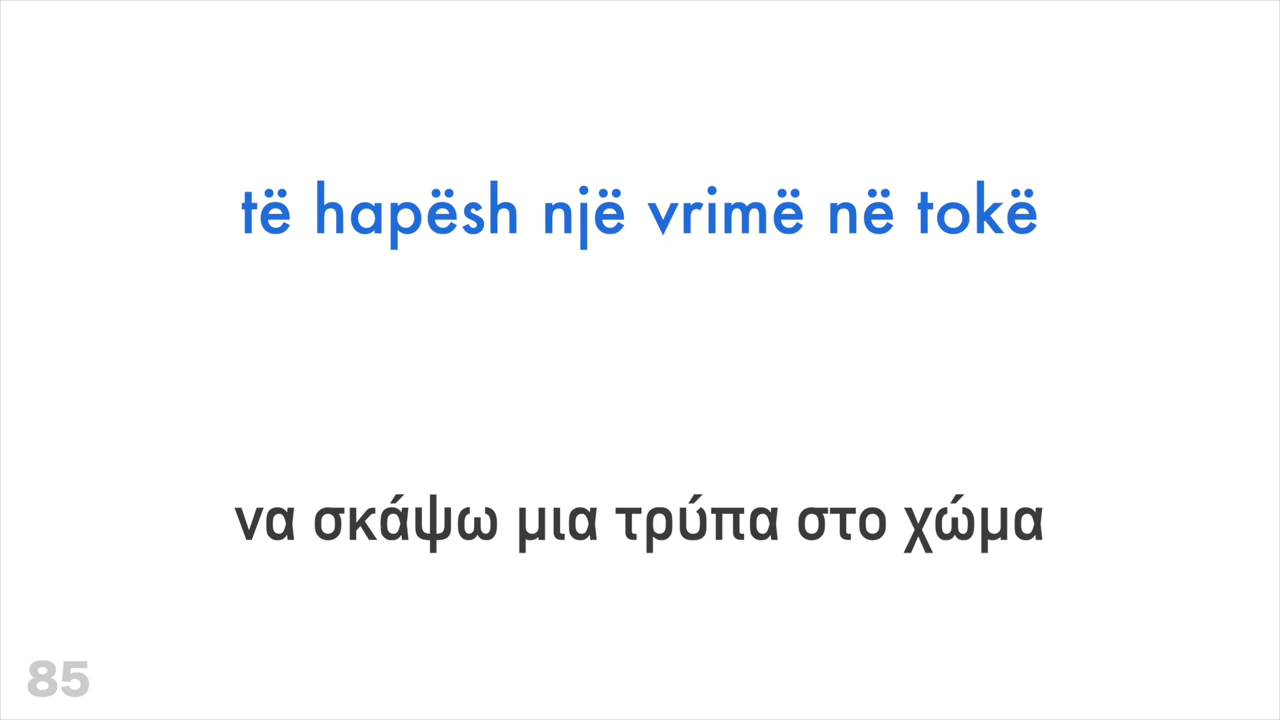 të hapësh një vrimë në tokë
να σκάψω μια τρύπα στο χώμα
85